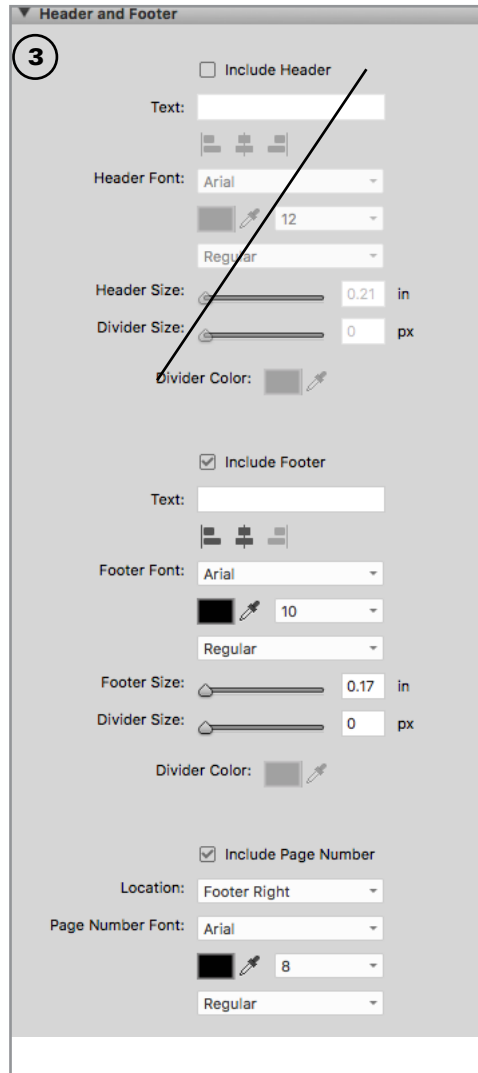 ▼ Header and Footer
3
Include Header
Text:
Header Font: Arial
12
Regular
Header Size: 0.21 in
Divider Size: 0 px
Divider Color:
Include Footer
Text:
Footer Font: Arial
10
Regular
Footer Size: 0.17 in
Divider Size: 0 px
Divider Color:
Include Page Number
Location: Footer Right
Page Number Font: Arial
8
Regular